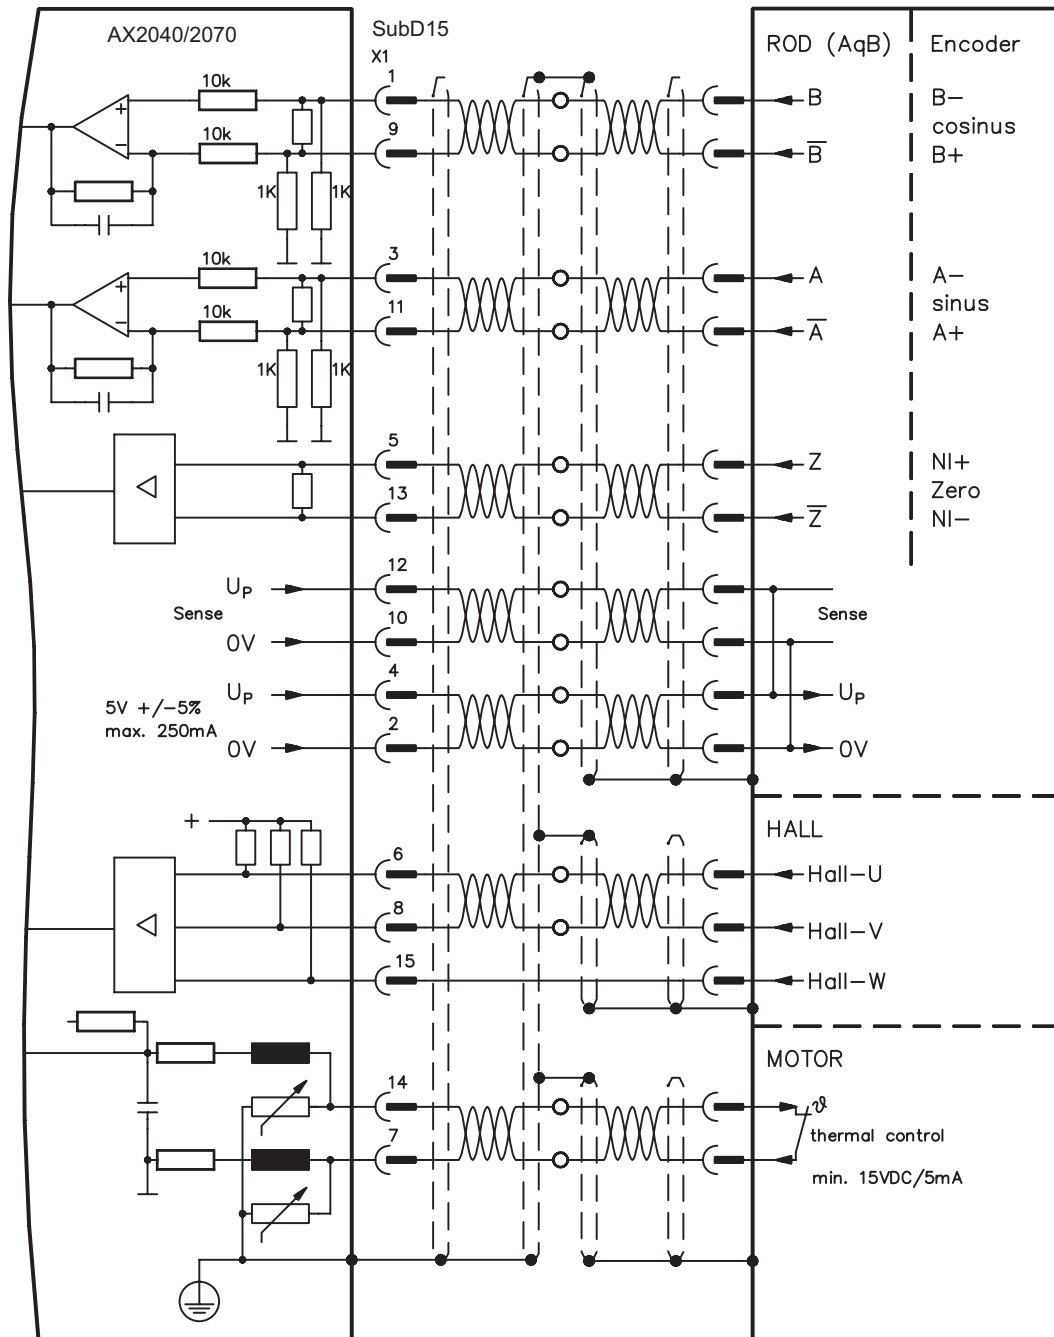 AX2040/2070
SubD15
X1
ROD (AqB)
Encoder
10k
1
B
B−
cosinus
10k
9
B̅
B+
1K
1K
10k
3
A
A−
sinus
10k
11
A̅
A+
1K
1K
5
Z
NI+
Zero
13
Z̅
NI−
UP
12
Sense
Sense
0V
10
UP
4
UP
5V +/−5%
max. 250mA
0V
2
0V
+
HALL
6
Hall−U
8
Hall−V
15
Hall−W
MOTOR
14
ϑ
thermal control
7
min. 15VDC/5mA